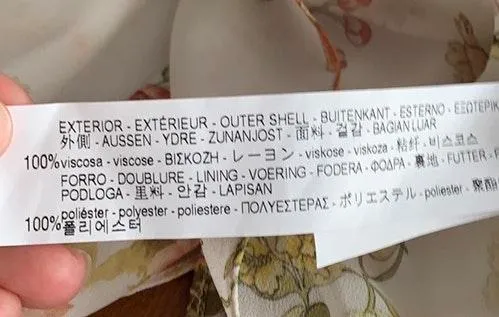 EXTERIOR - EXTÉRIEUR - OUTER SHELL - BUITENKANT - ESTERNO - ΕΞΩΤΕΡΙΚ
外側 - AUSSEN - YDRE - ZUNANJOST - 面料 - 겉감 - BAGIAN LUAR
100% viscosa - viscose - ΒΙΣΚΟΖΗ - レーヨン - viskose - viskoza - 粘纤 - 비스코스
FORRO - DOUBLURE - LINING - VOERING - FODERA - ΦΟΔΡΑ - 裏地 - FUTTER - F
PODLOGA - 里料 - 안감 - LAPISAN
100% poliéster - polyester - poliestere - ΠΟΛΥΕΣΤΕΡΑΣ - ポリエステル - poliester - 聚酯
폴리에스터